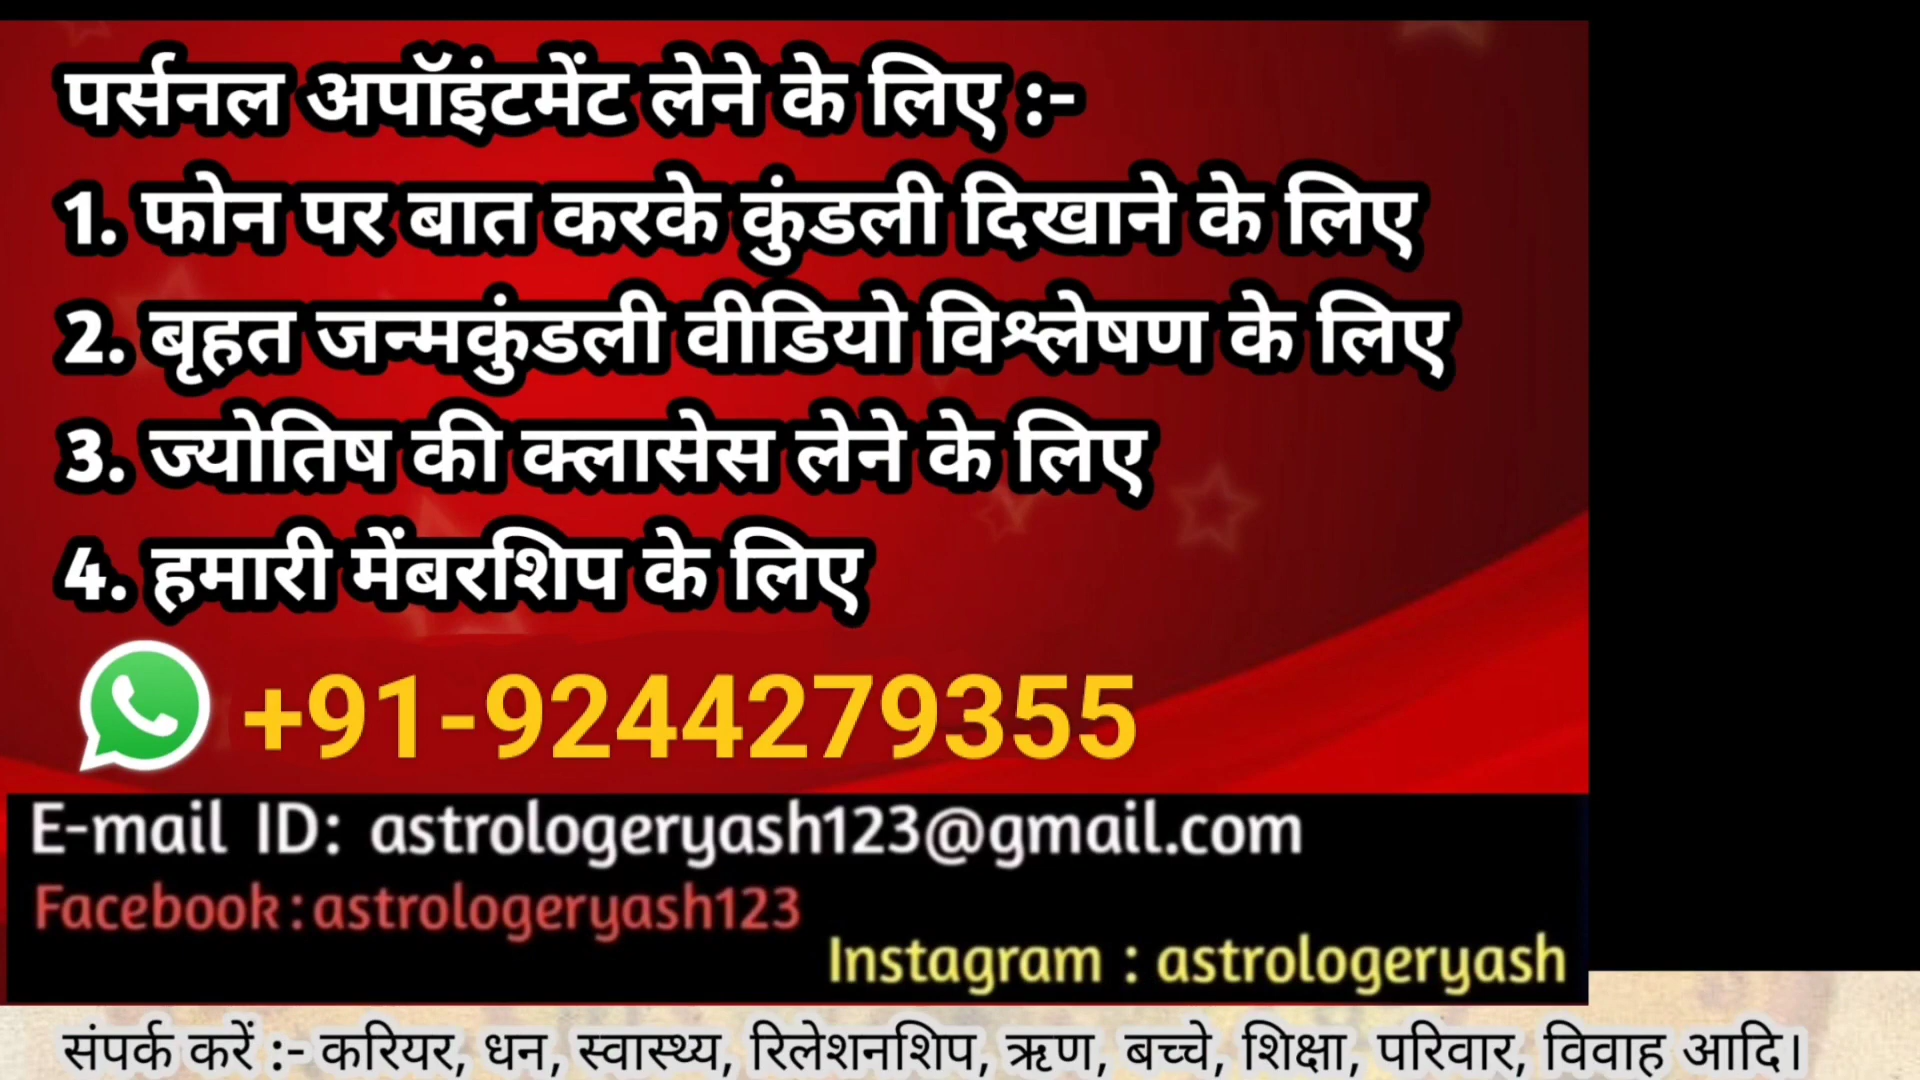 पर्सनल अपॉइंटमेंट लेने के लिए :-
1. फोन पर बात करके कुंडली दिखाने के लिए
2. बृहत जन्मकुंडली वीडियो विश्लेषण के लिए
3. ज्योतिष की क्लासेस लेने के लिए
4. हमारी मेंबरशिप के लिए
+91-9244279355
E-mail ID: astrologeryash123@gmail.com
Facebook : astrologeryash123
Instagram : astrologeryash
संपर्क करें :- करियर, धन, स्वास्थ्य, रिलेशनशिप, ऋण, बच्चे, शिक्षा, परिवार, विवाह आदि।